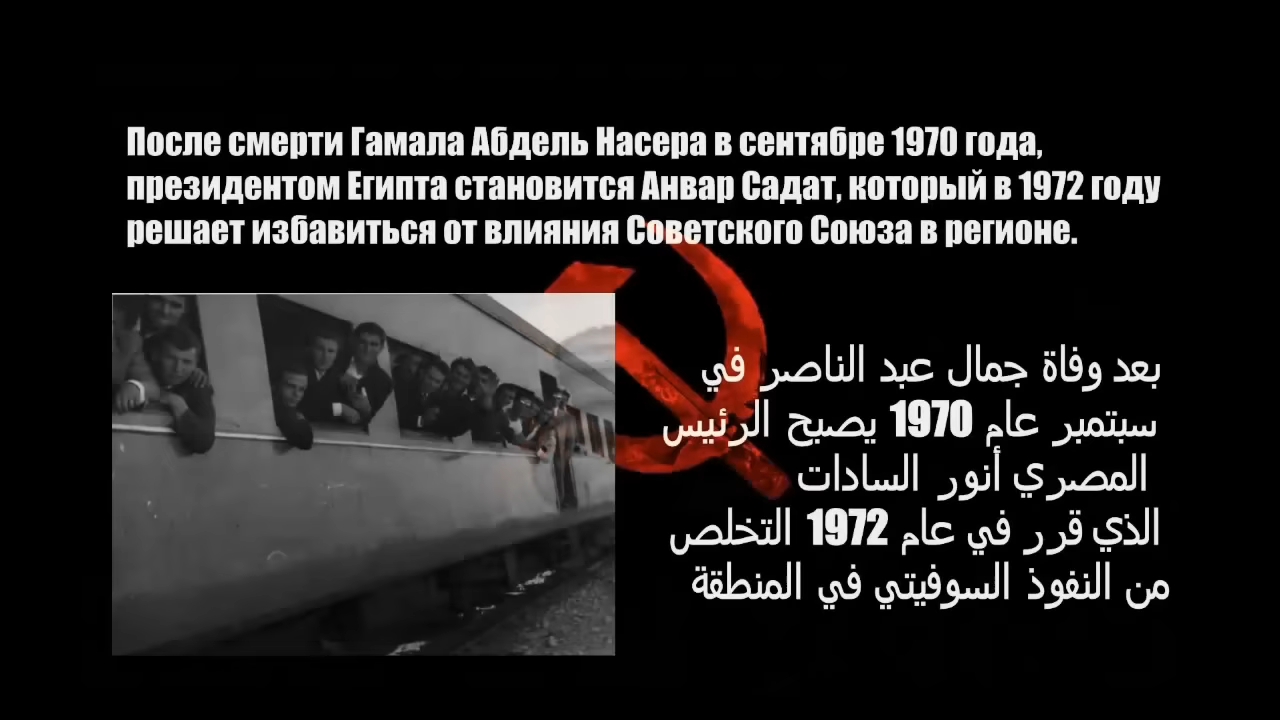 После смерти Гамала Абдель Насера в сентябре 1970 года,
президентом Египта становится Анвар Садат, который в 1972 году
решает избавиться от влияния Советского Союза в регионе.
بعد وفاة جمال عبد الناصر في
سبتمبر عام 1970 يصبح الرئيس
المصري أنور السادات
الذي قرر في عام 1972 التخلص
من النفوذ السوفيتي في المنطقة